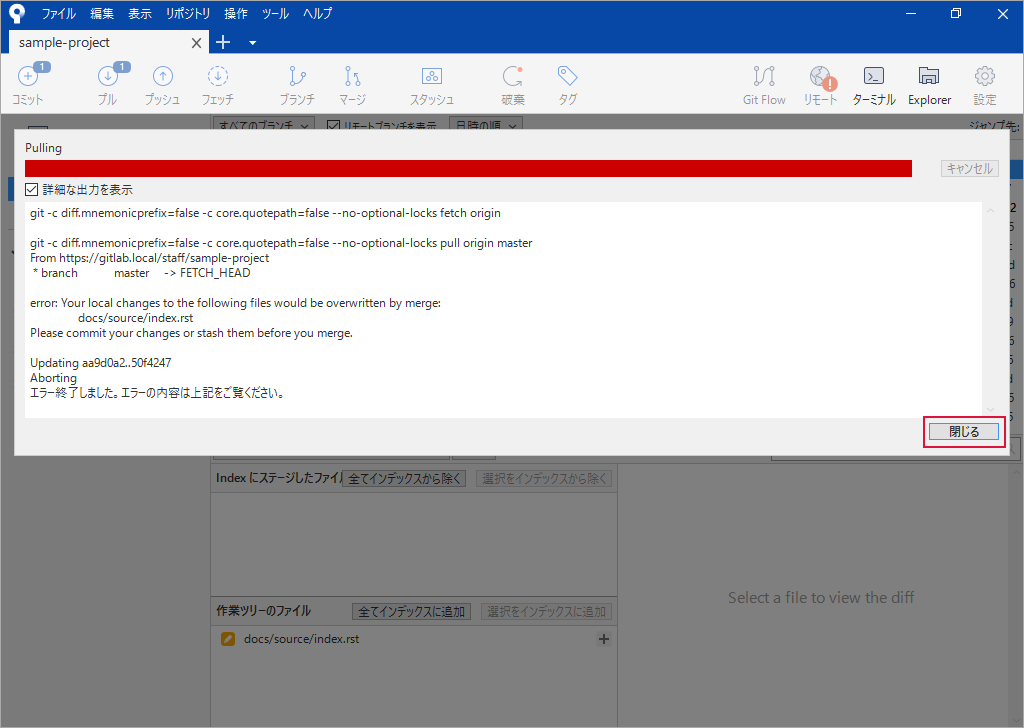 ファイル 編集 表示 リポジトリ 操作 ツール ヘルプ
sample-project
1 1
コミット プル プッシュ フェッチ ブランチ マージ スタッシュ 破棄 タグ Git Flow リモート ターミナル Explorer 設定
すべてのブランチ リモートブランチを表示 日時の順 ジャンプ先:
Pulling
キャンセル
詳細な出力を表示
git -c diff.mnemonicprefix=false -c core.quotepath=false --no-optional-locks fetch origin
git -c diff.mnemonicprefix=false -c core.quotepath=false --no-optional-locks pull origin master
From https://gitlab.local/staff/sample-project
* branch master -> FETCH_HEAD
error: Your local changes to the following files would be overwritten by merge:
docs/source/index.rst
Please commit your changes or stash them before you merge.
Updating aa9d0a2..50f4247
Aborting
エラー終了しました。エラーの内容は上記をご覧ください。
閉じる
Index にステージしたファイル 全てインデックスから除く 選択をインデックスから除く
Select a file to view the diff
作業ツリーのファイル 全てインデックスに追加 選択をインデックスに追加
docs/source/index.rst